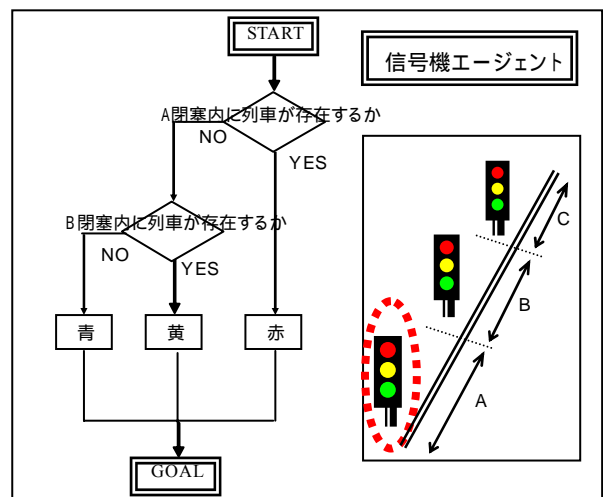 START
信号機エージェント
A閉塞内に列車が存在するか
NO
YES
B閉塞内に列車が存在するか
NO
YES
青
黄
赤
GOAL
C
B
A